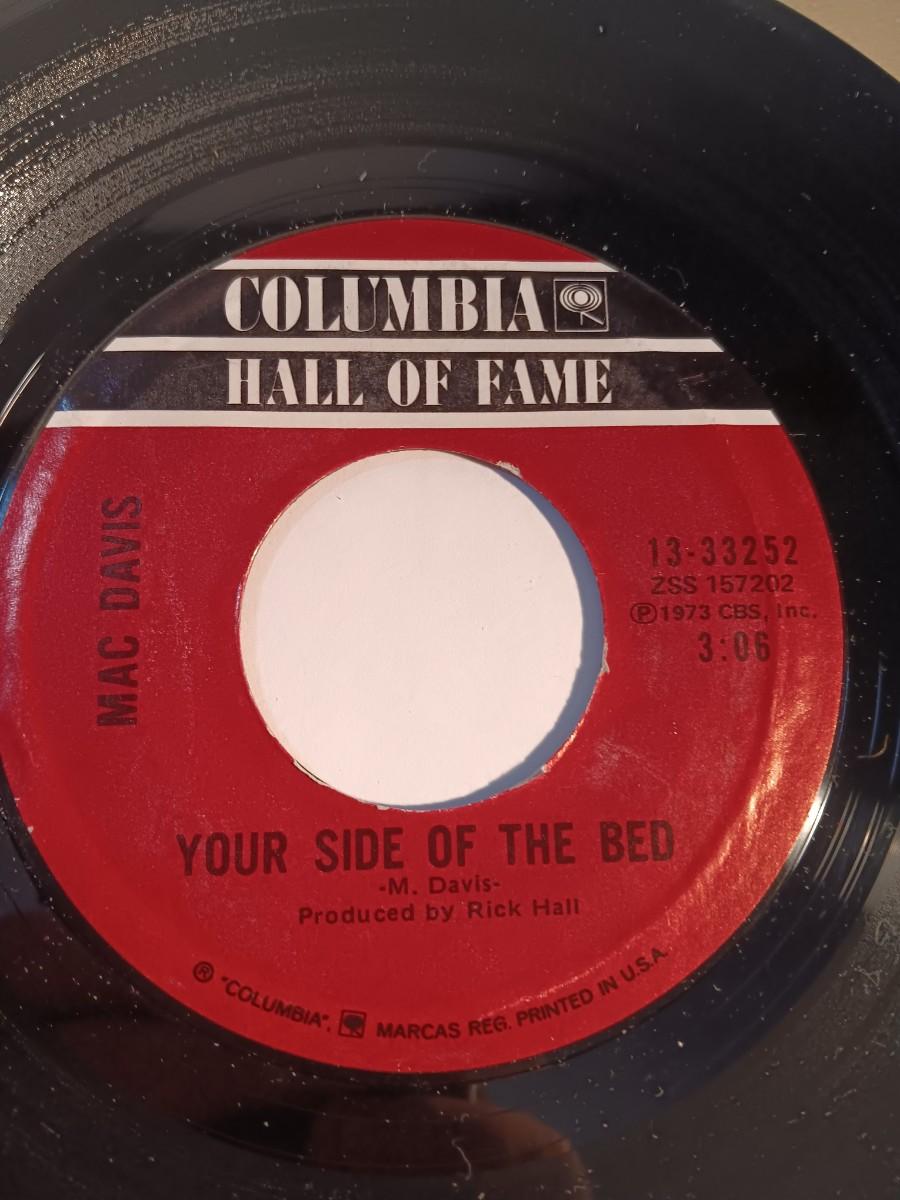 COLUMBIA
HALL OF FAME
MAC DAVIS
13-33252
ZSS 157202
Ⓟ1973 CBS, Inc.
3:06
YOUR SIDE OF THE BED
-M. Davis-
Produced by Rick Hall
® "COLUMBIA", MARCAS REG. PRINTED IN U.S.A.